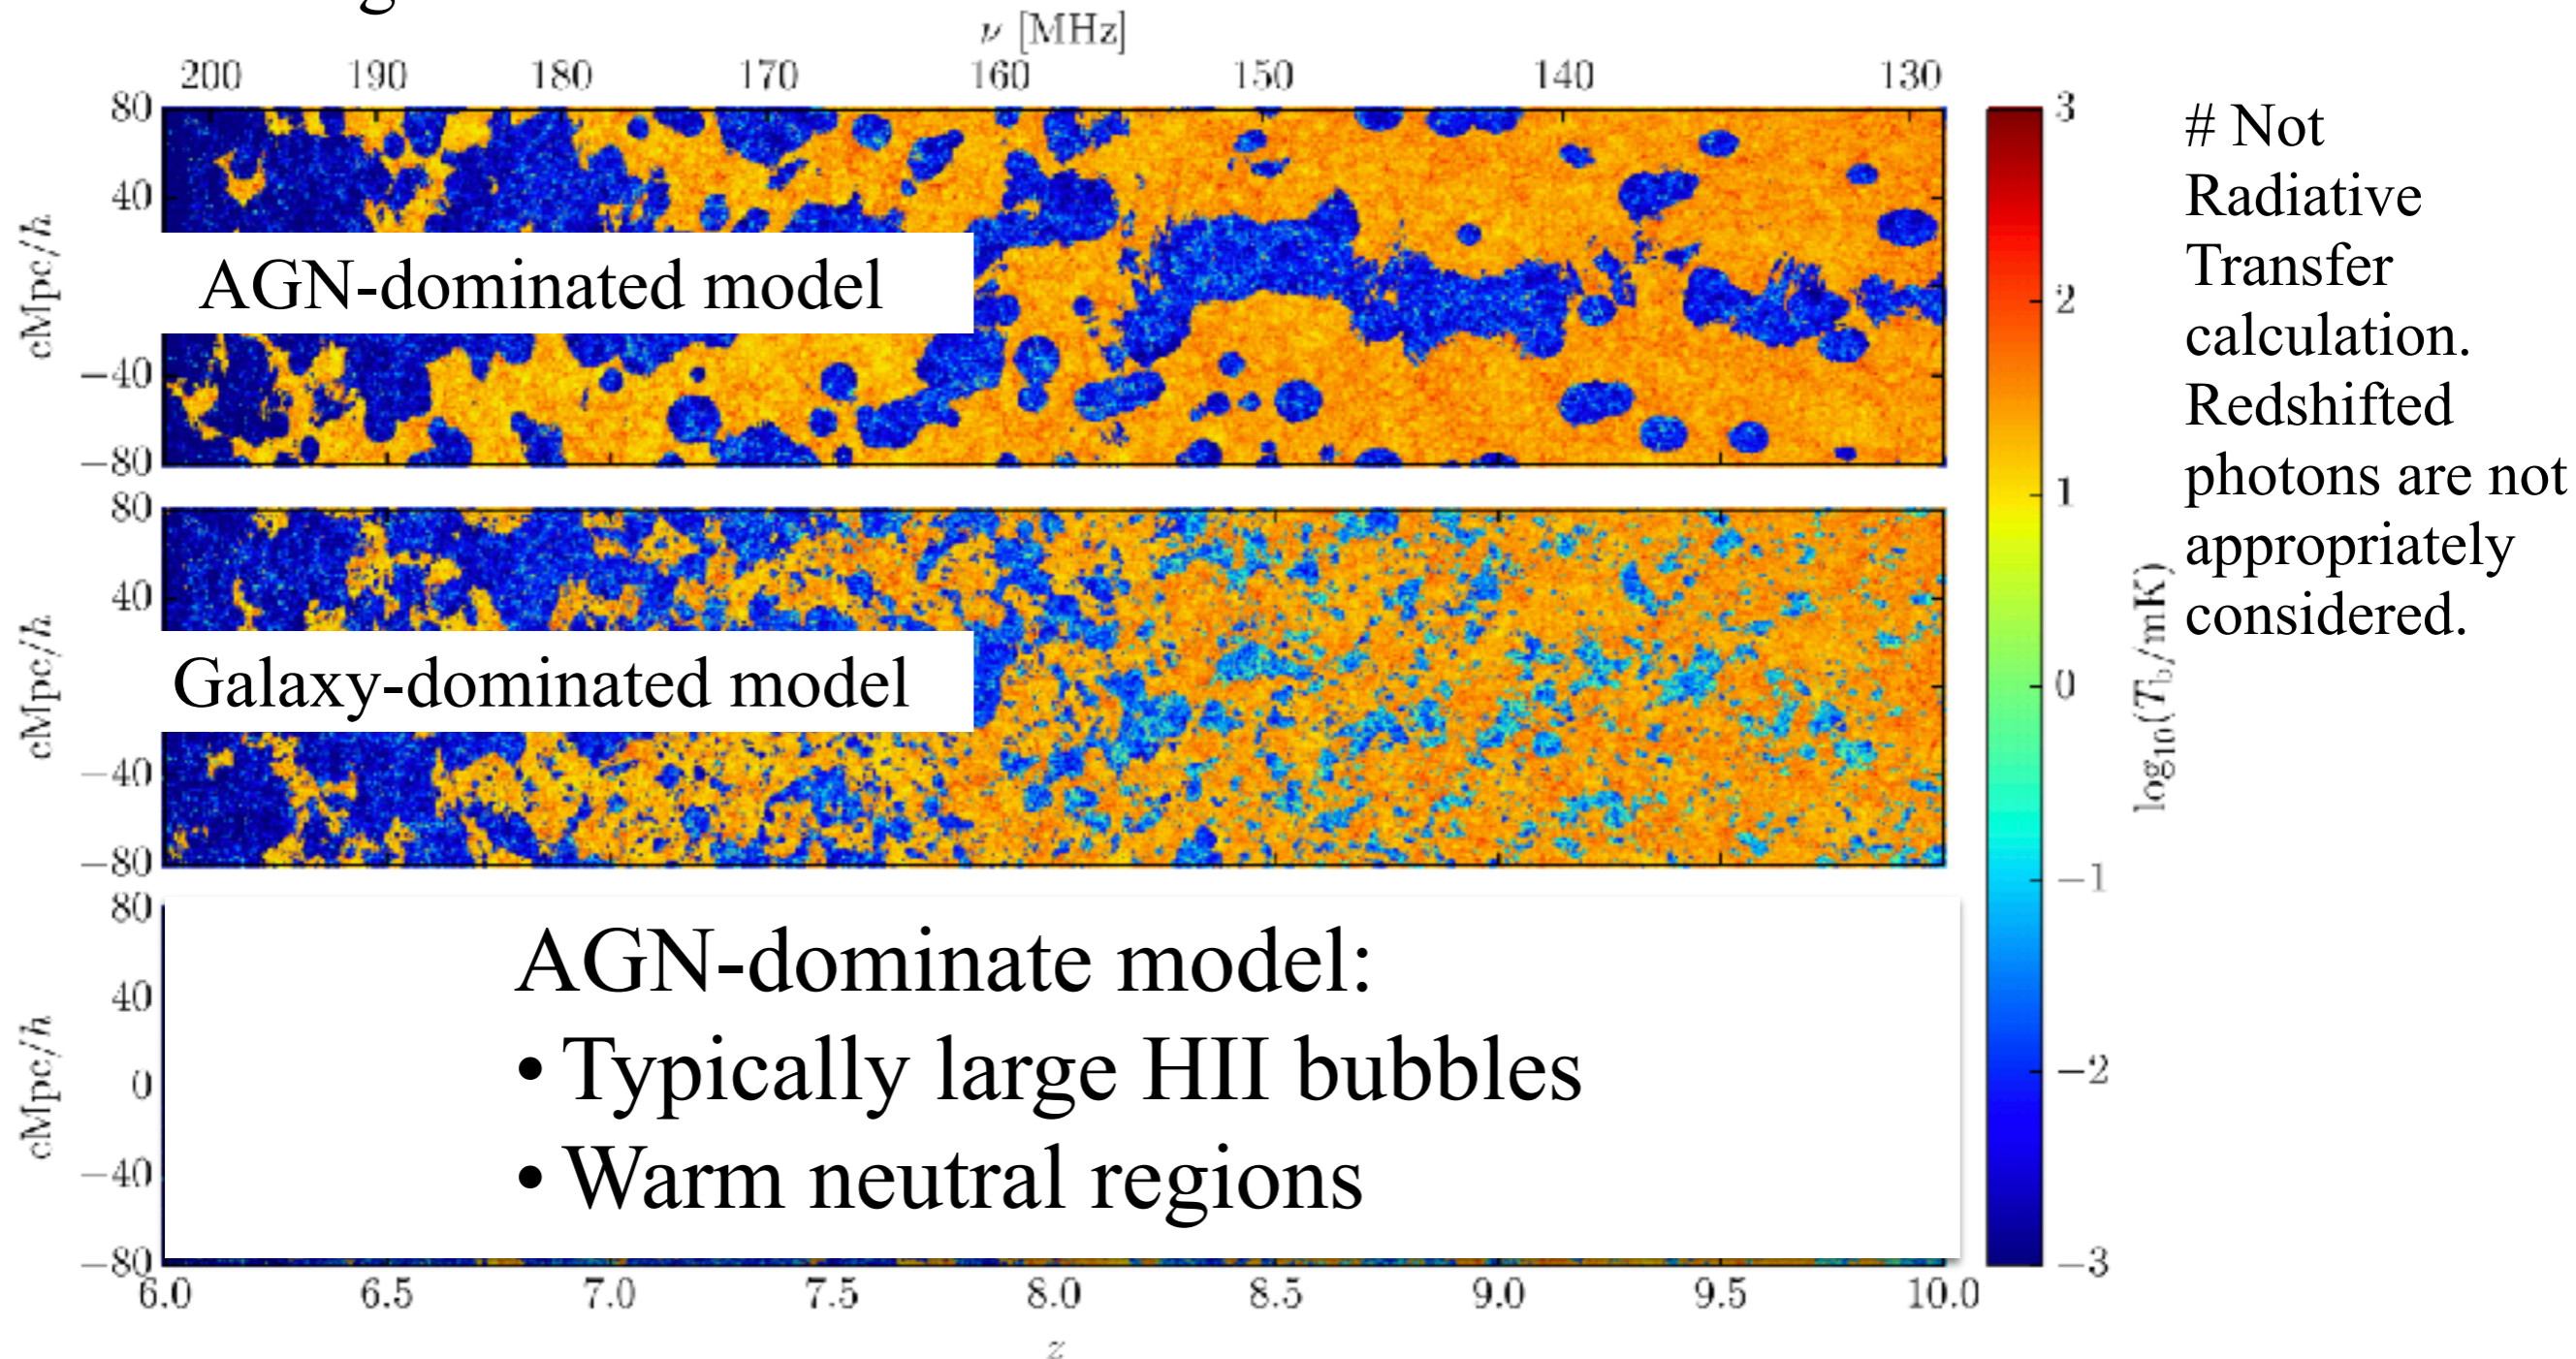 ν [MHz]
200 190 180 170 160 150 140 130
80
40
−40
−80
cMpc/h
AGN-dominated model
80
40
−40
−80
cMpc/h
Galaxy-dominated model
80
40
0
−40
−80
cMpc/h
AGN-dominate model:
• Typically large HII bubbles
• Warm neutral regions
6.0 6.5 7.0 7.5 8.0 8.5 9.0 9.5 10.0
z
3
2
1
0
−1
−2
−3
log10(Tb/mK)
# Not
Radiative
Transfer
calculation.
Redshifted
photons are not
appropriately
considered.